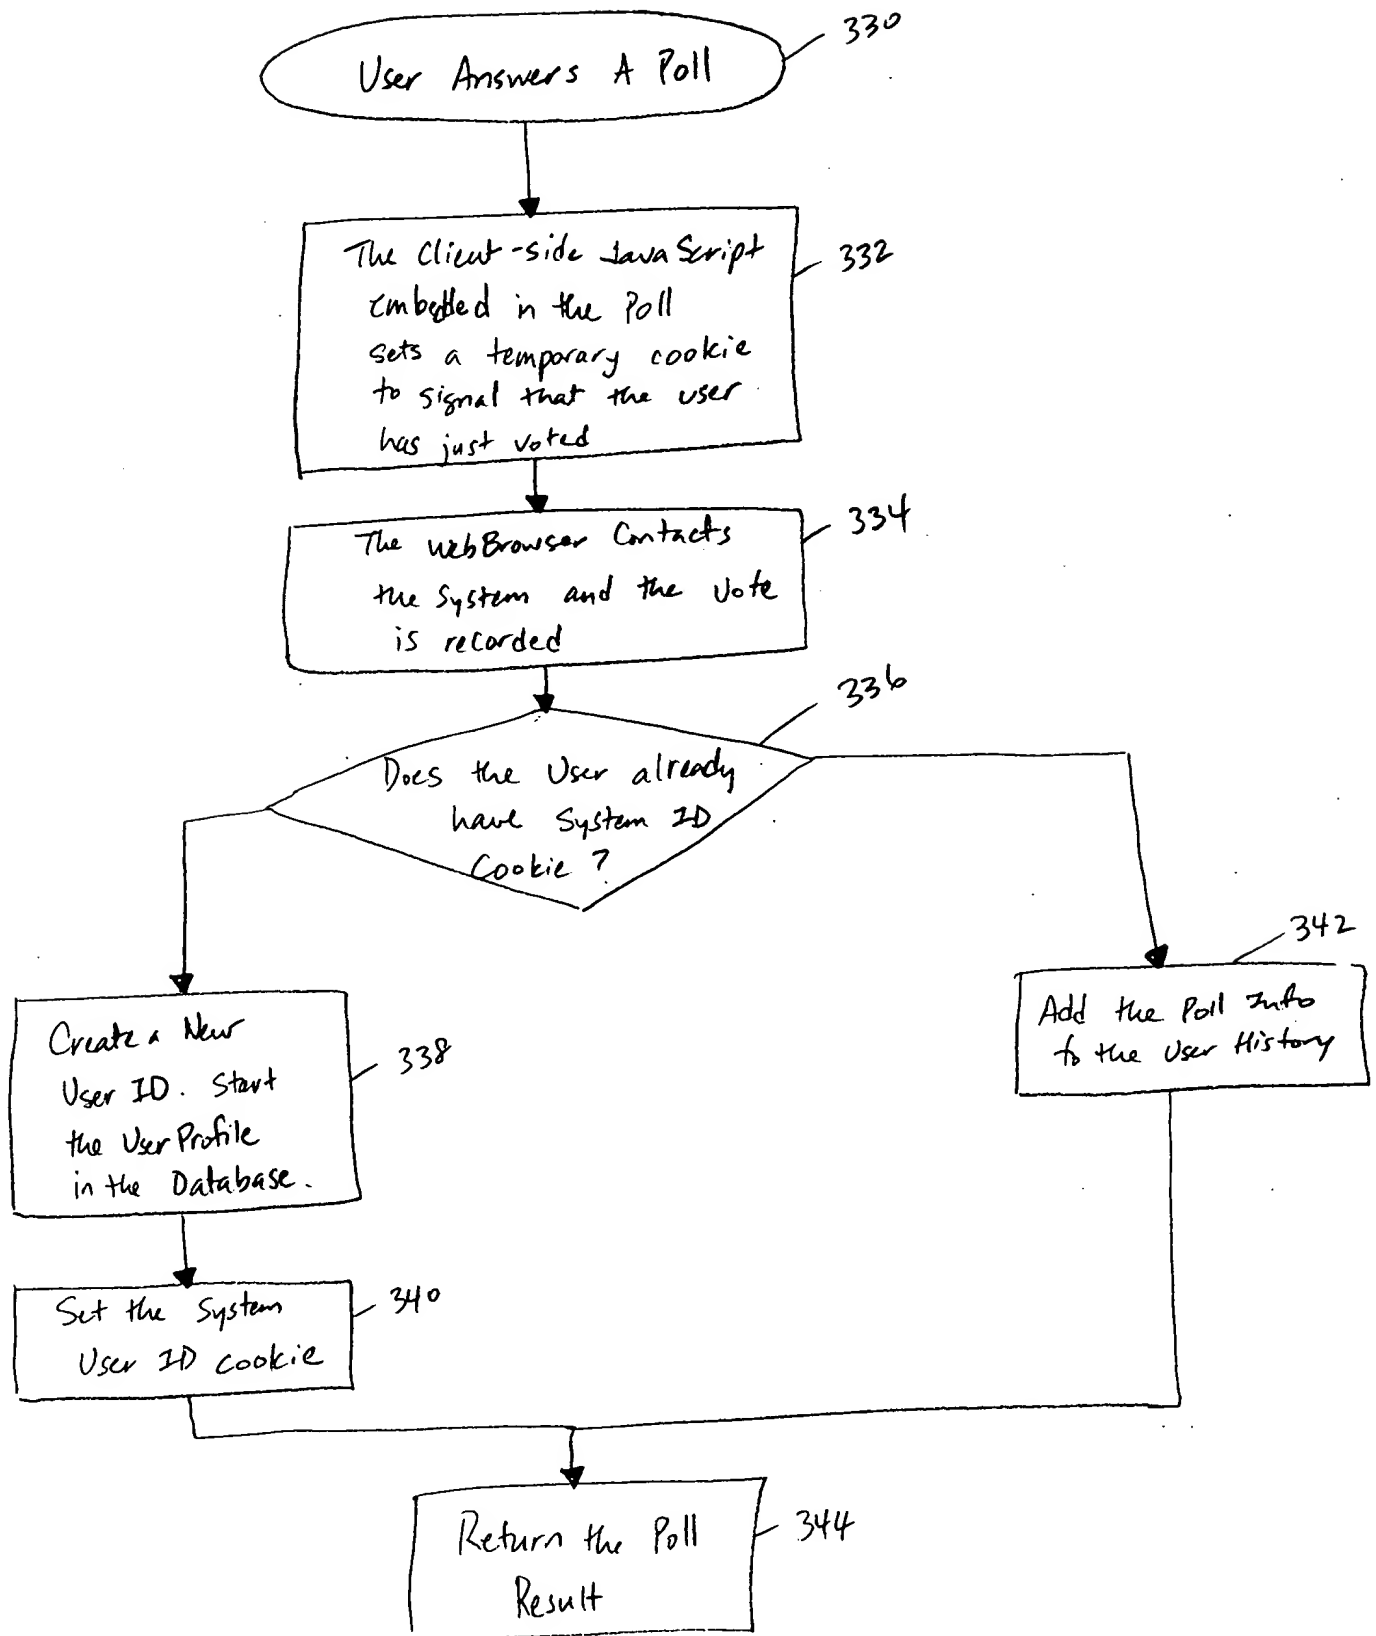 User Answers A Poll
330
The Client-side JavaScript
embedded in the Poll
sets a temporary cookie
to signal that the user
has just voted
332
The WebBrowser Contacts
the System and the Vote
is recorded
334
336
Does the User already
have System ID
Cookie?
342
Add the Poll Info
to the User History
Create a New
User ID. Start
the User Profile
in the Database.
338
Set the System
User ID cookie
340
Return the Poll
Result
344